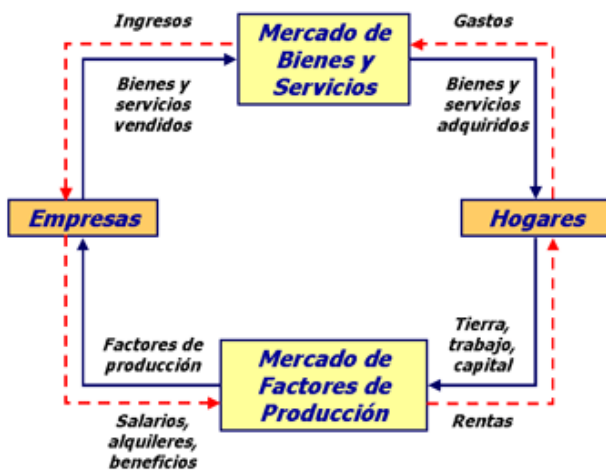 Ingresos
Mercado de
Bienes y
Servicios
Gastos
Bienes y
servicios
vendidos
Bienes y
servicios
adquiridos
Empresas
Hogares
Factores de
producción
Mercado de
Factores de
Producción
Tierra,
trabajo,
capital
Salarios,
alquileres,
beneficios
Rentas